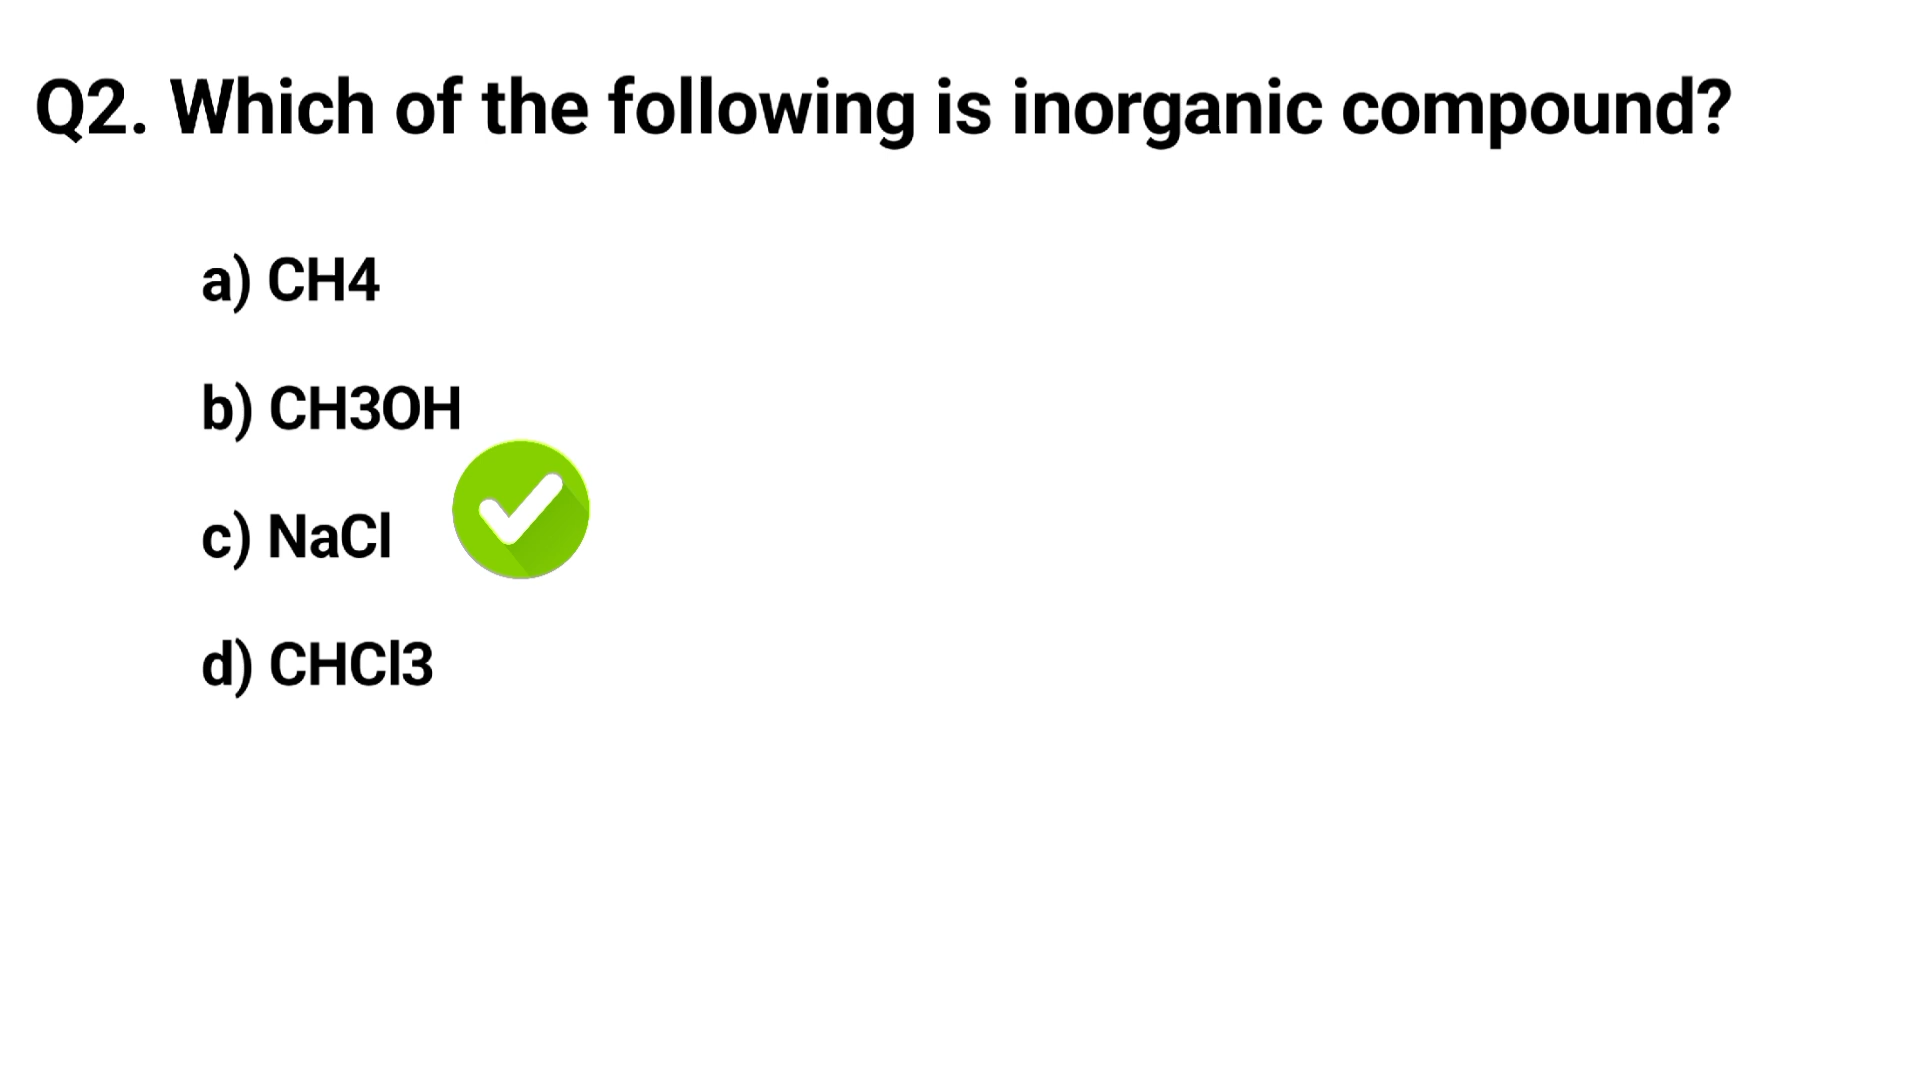 Q2. Which of the following is inorganic compound?
a) CH4
b) CH3OH
c) NaCl
d) CHCl3